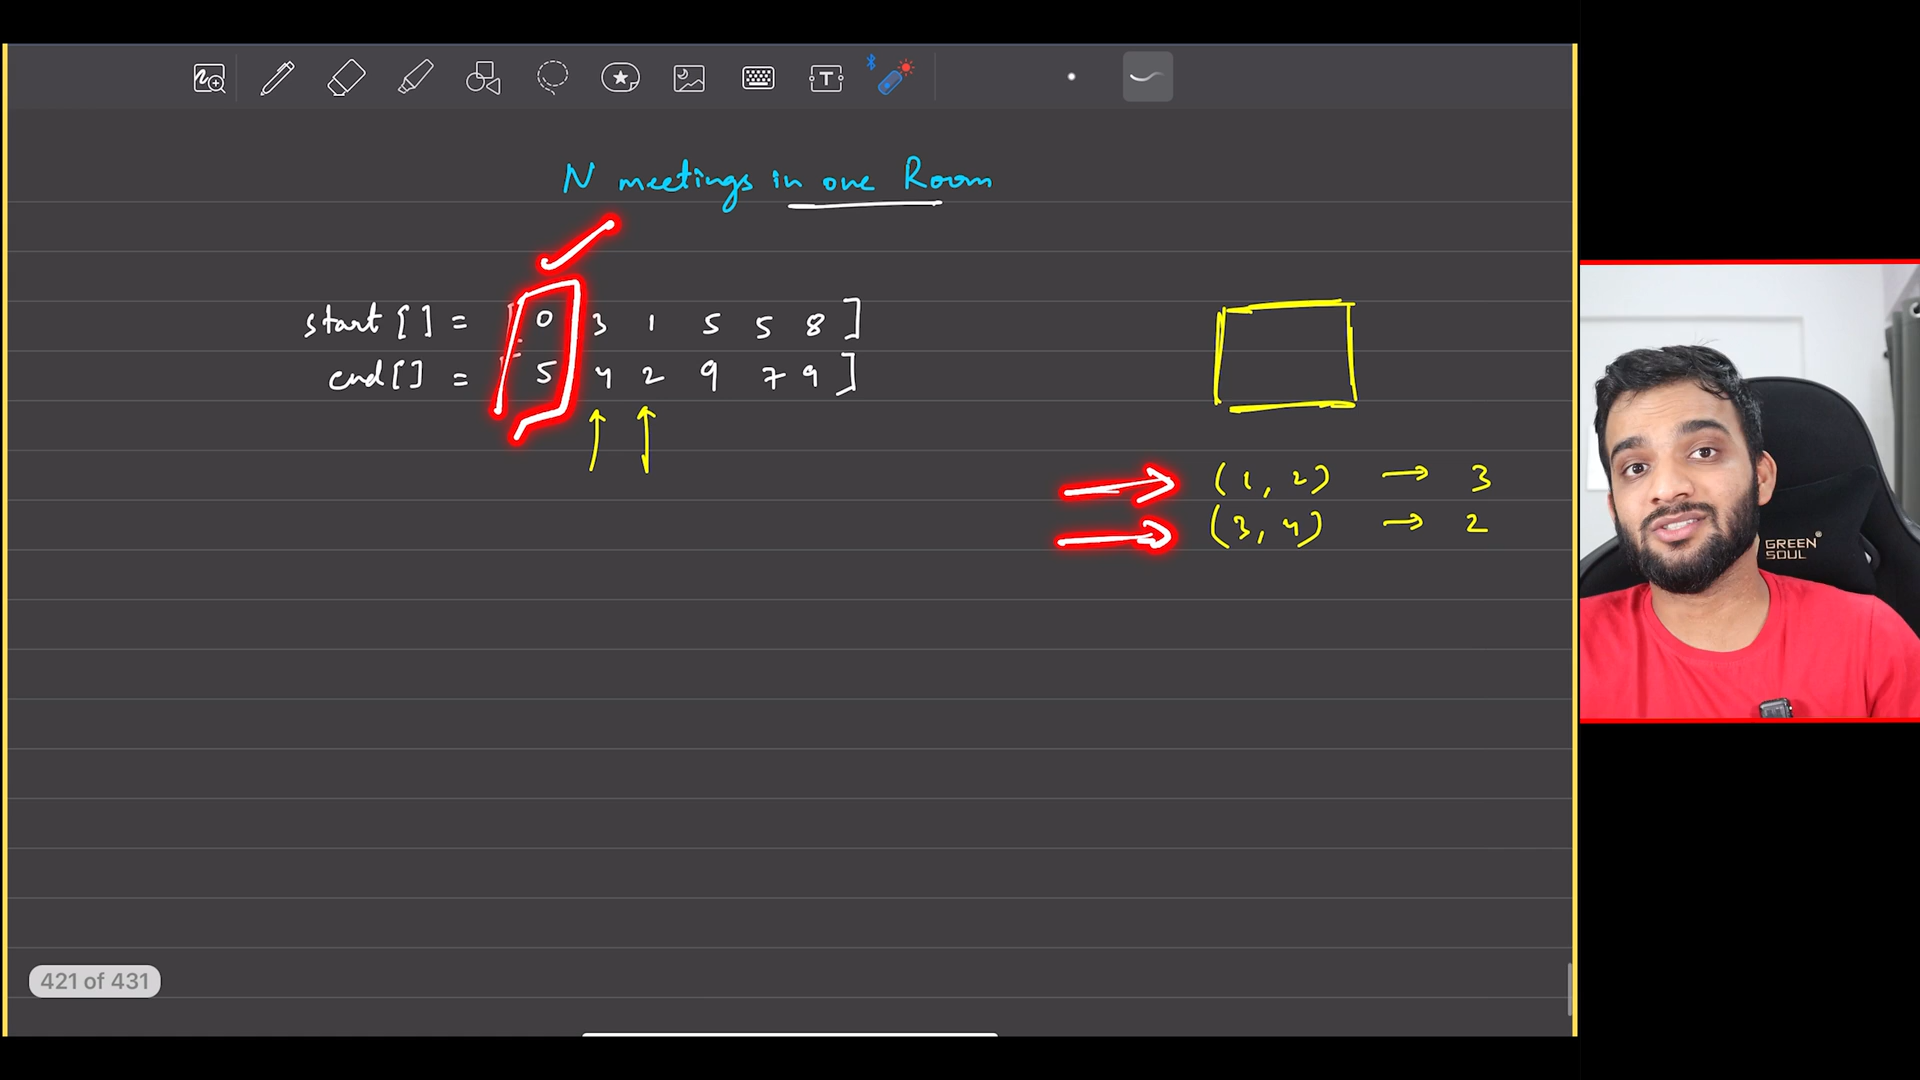 N meetings in one Room
start [ ] = [ 0 3 1 5 5 8 ]
end [ ] = [ 5 4 2 9 7 9 ]
(1, 2) → 3
(3, 4) → 2
GREEN
SOUL
421 of 431